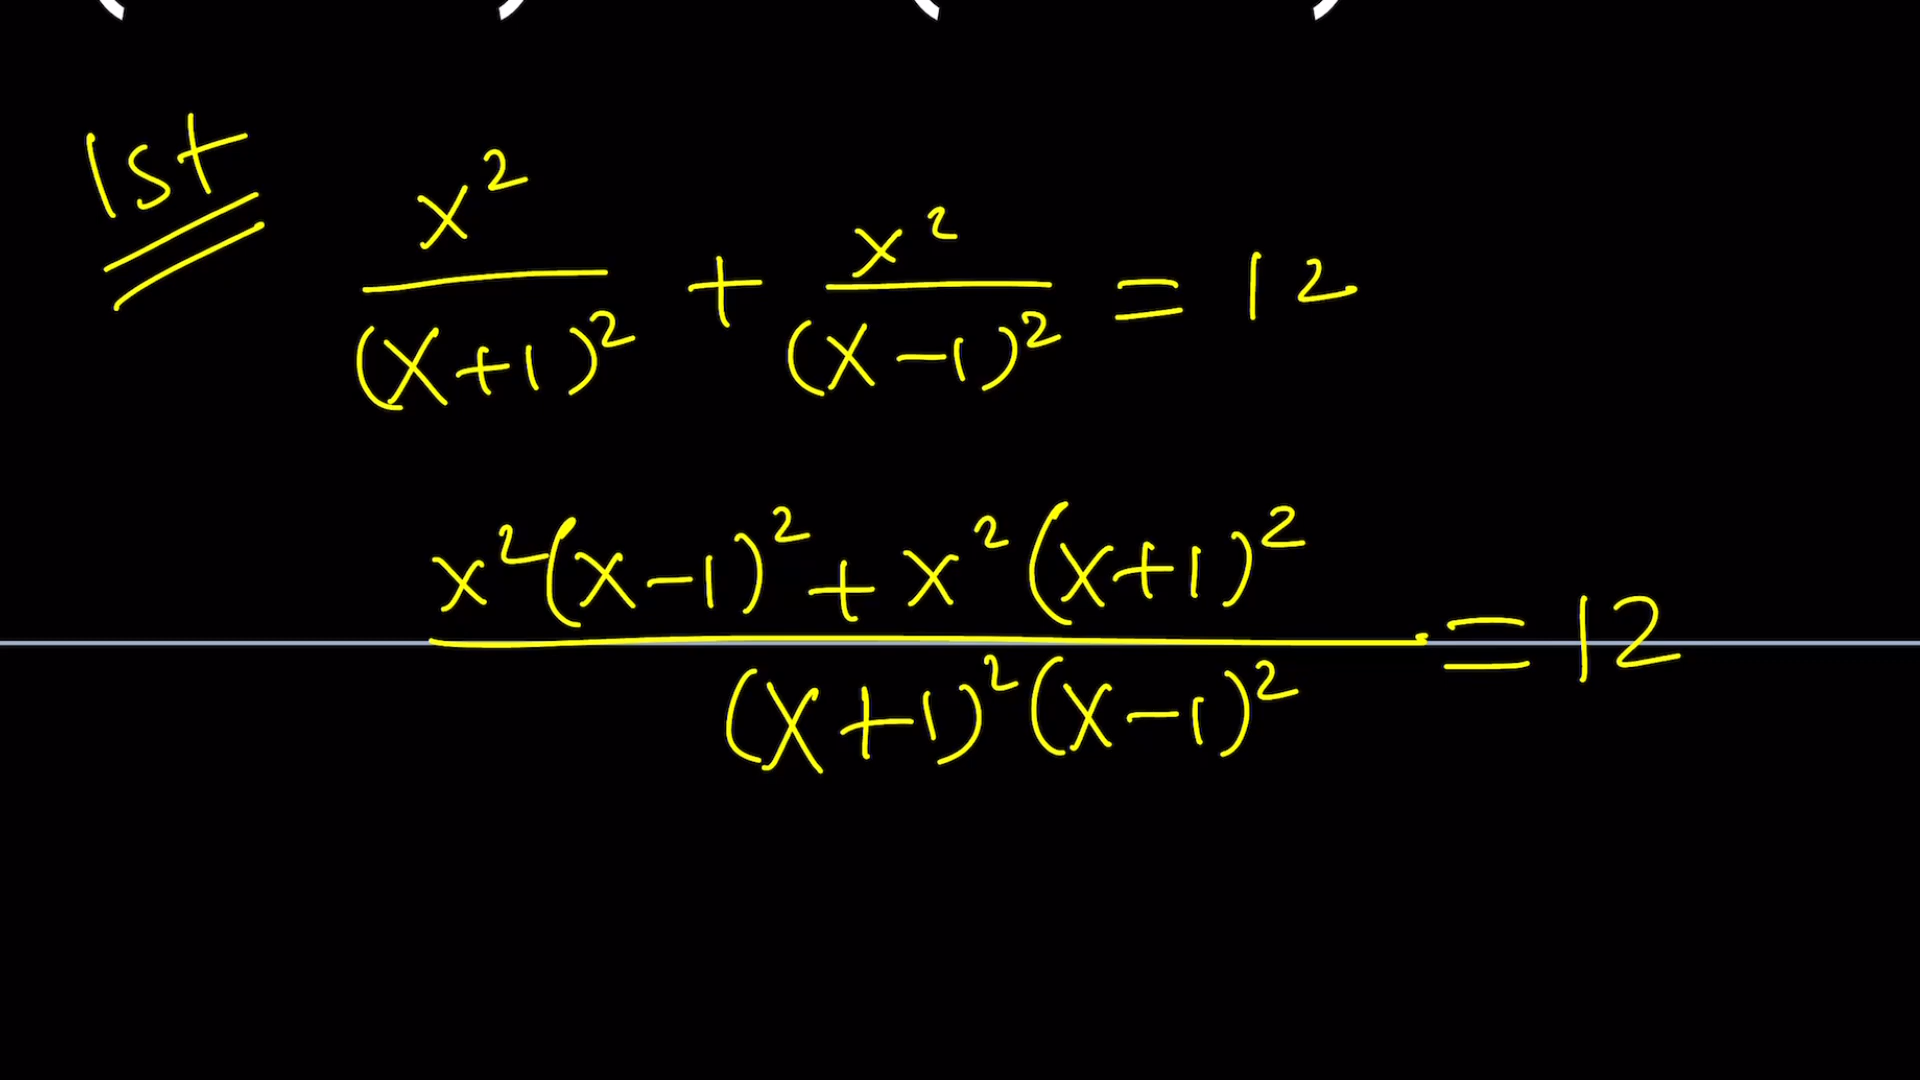 1st
x²/(x+1)² + x²/(x-1)² = 12
x²(x-1)² + x²(x+1)² / (x+1)²(x-1)² = 12